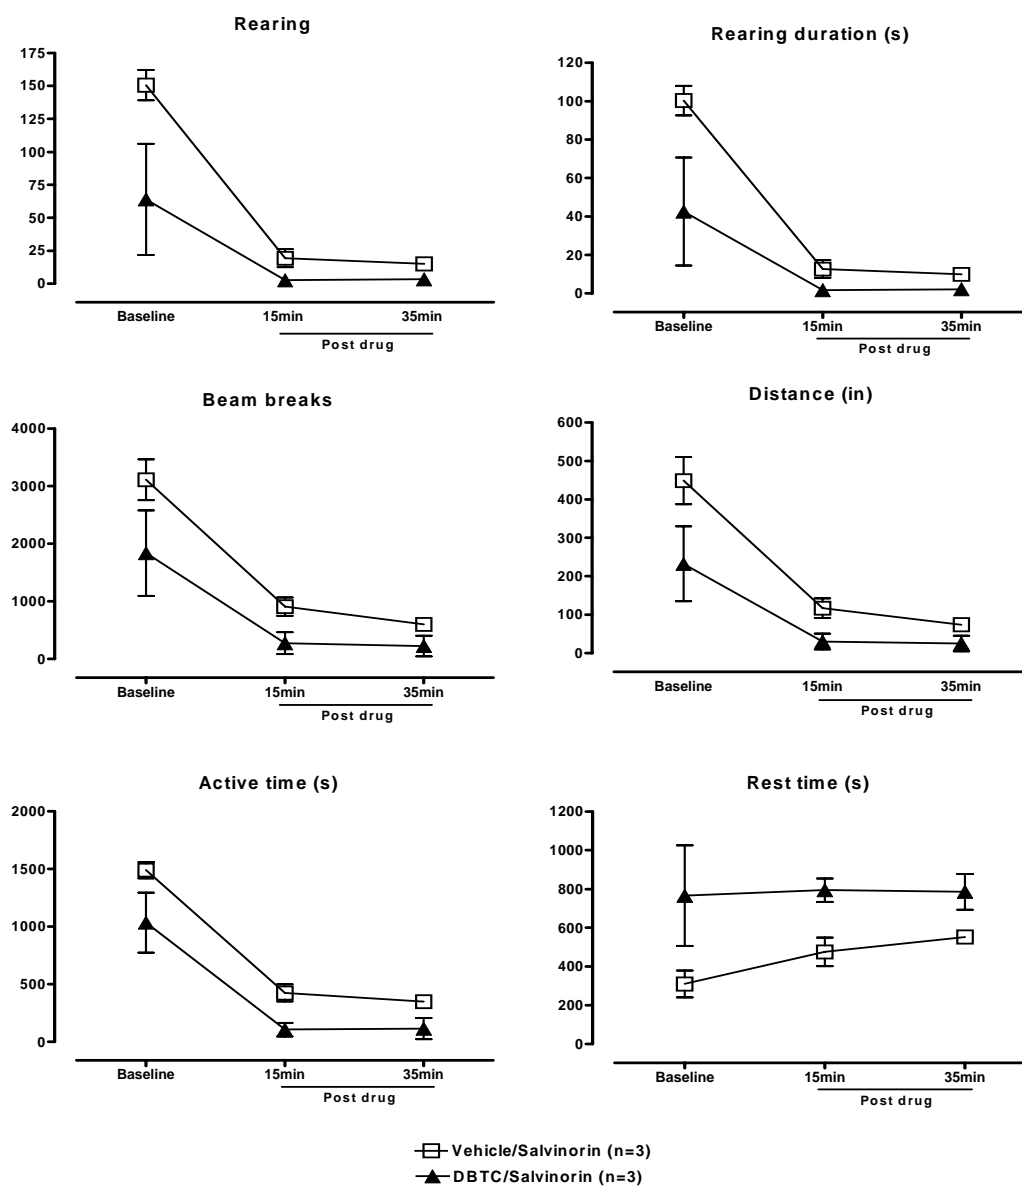 Rearing
175
150
125
100
75
50
25
0
Baseline 15min 35min
Post drug
Rearing duration (s)
120
100
80
60
40
20
0
Baseline 15min 35min
Post drug
Beam breaks
4000
3000
2000
1000
0
Baseline 15min 35min
Post drug
Distance (in)
600
500
400
300
200
100
0
Baseline 15min 35min
Post drug
Active time (s)
2000
1500
1000
500
0
Baseline 15min 35min
Post drug
Rest time (s)
1200
1000
800
600
400
200
0
Baseline 15min 35min
Post drug
Vehicle/Salvinorin (n=3)
DBTC/Salvinorin (n=3)